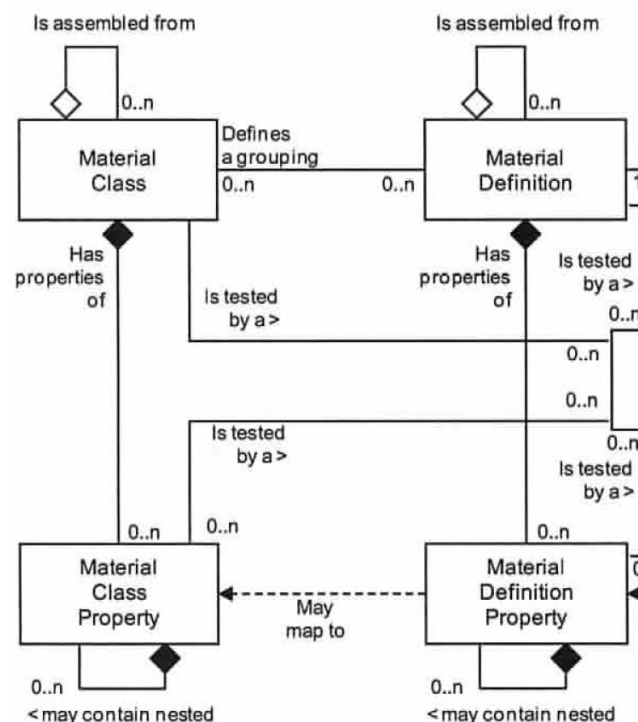 Is assembled from
Is assembled from
0..n
0..n
Material
Class
Defines
a grouping
0..n
0..n
Material
Definition
1
Has
properties
of
Has
properties
of
Is tested
by a >
Is tested
by a >
0..n
0..n
0..n
0..n
Is tested
by a >
Is tested
by a >
0..n
0..n
0..n
Material
Class
Property
May
map to
Material
Definition
Property
0..n
0..n
< may contain nested
< may contain nested